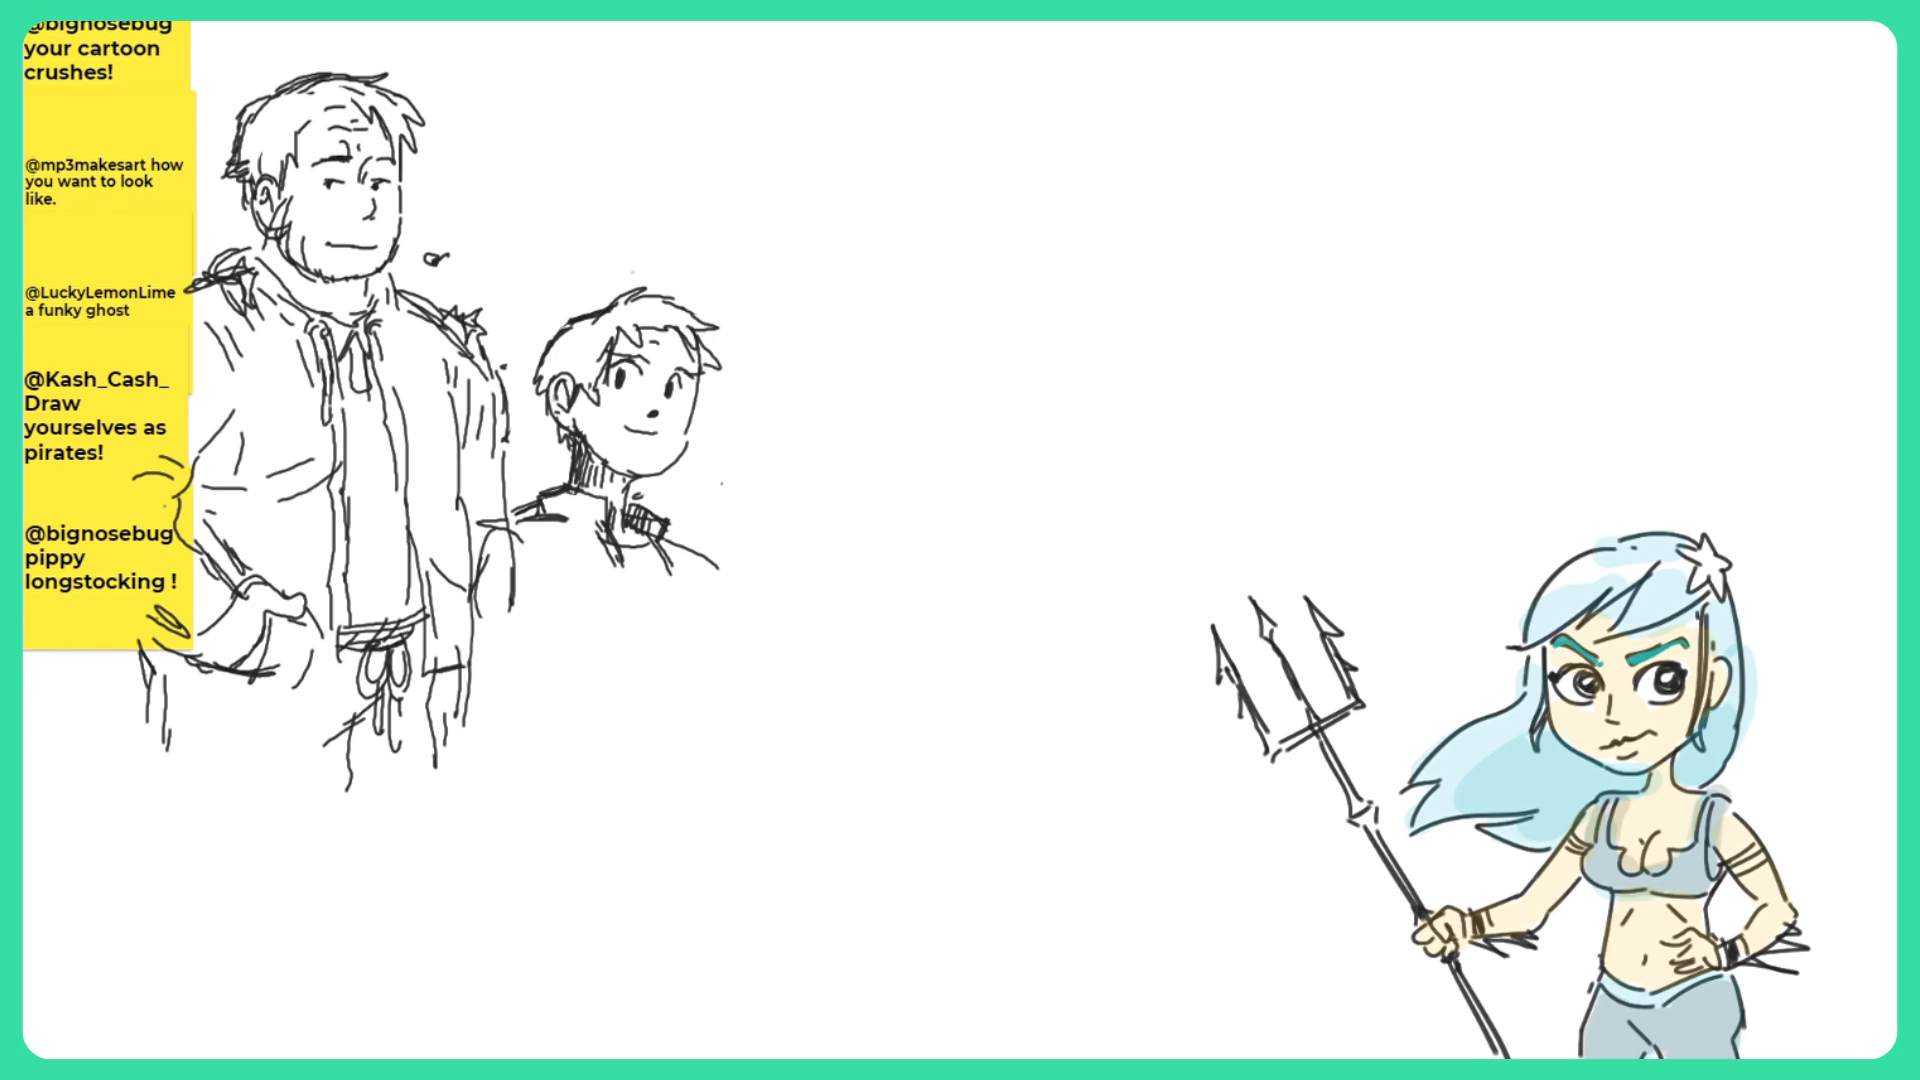 @bignosebug
your cartoon
crushes!
@mp3makesart how
you want to look
like.
@LuckyLemonLime
a funky ghost
@Kash_Cash_
Draw
yourselves as
pirates!
@bignosebug
pippy
longstocking !